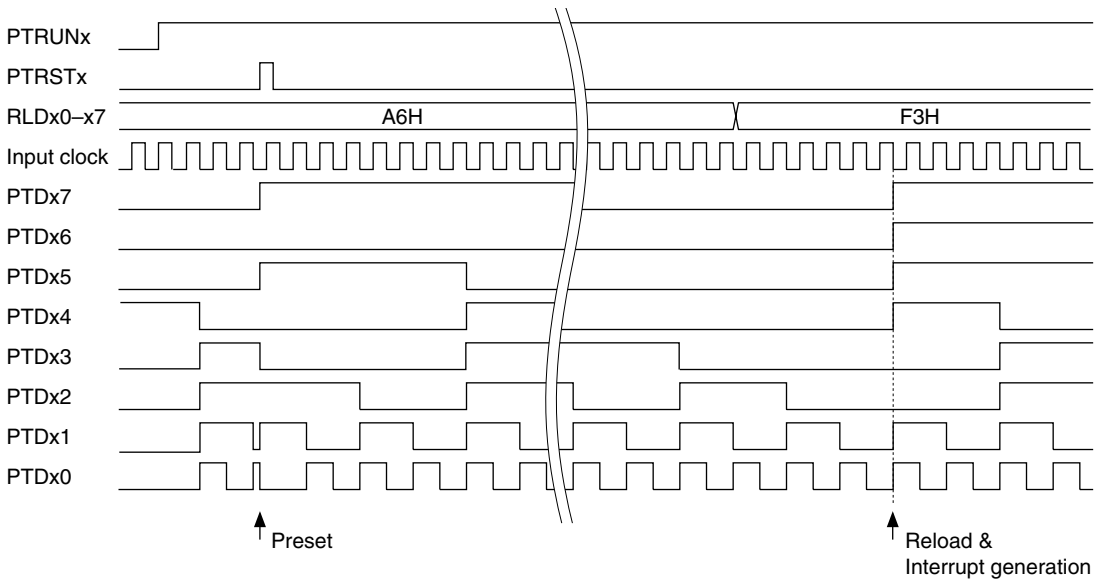 PTRUNx
PTRSTx
RLDx0–x7
A6H
F3H
Input clock
PTDx7
PTDx6
PTDx5
PTDx4
PTDx3
PTDx2
PTDx1
PTDx0
Preset
Reload &
Interrupt generation